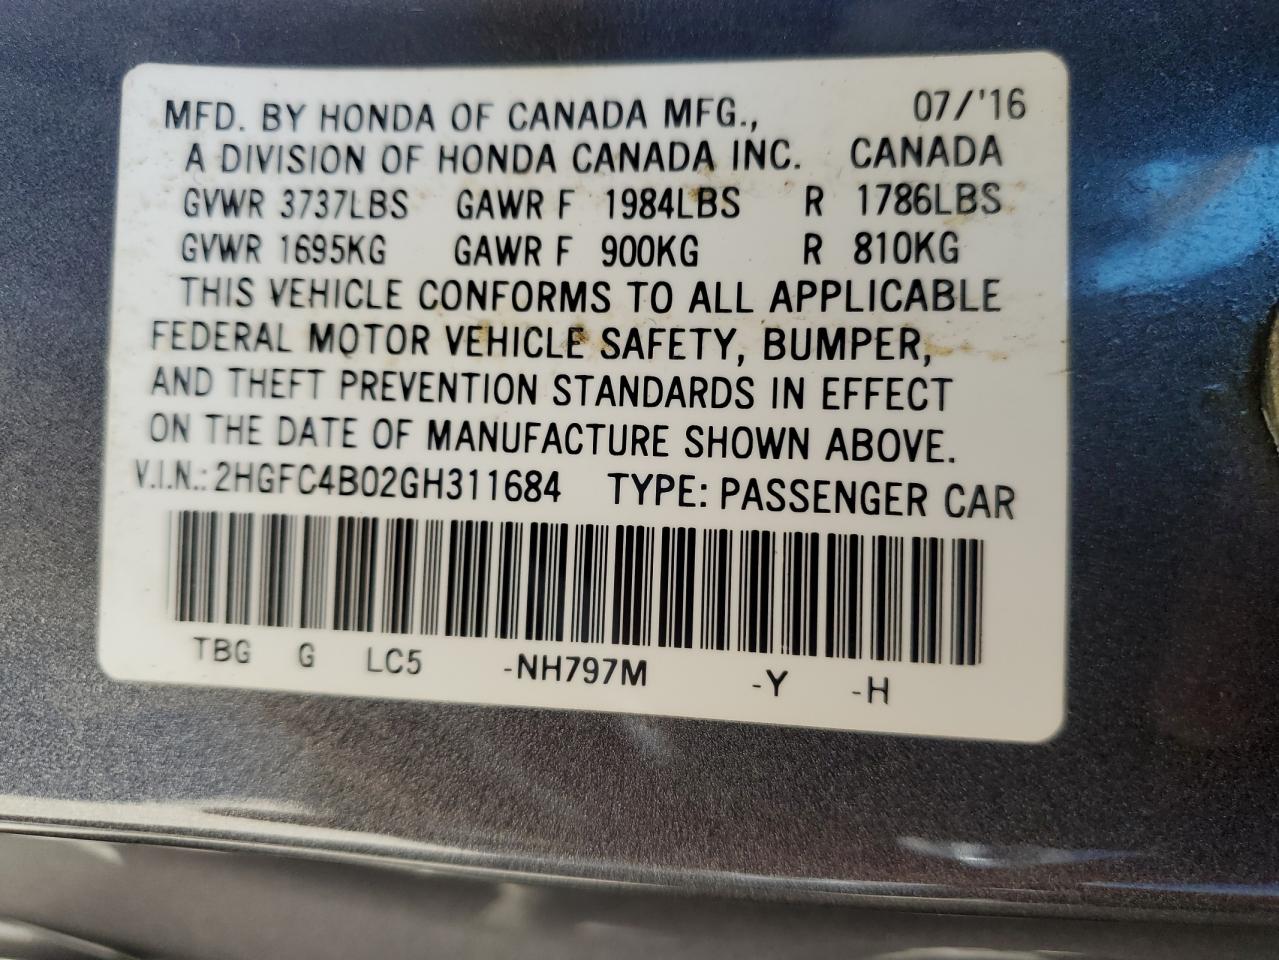 MFD. BY HONDA OF CANADA MFG., 07/'16
A DIVISION OF HONDA CANADA INC. CANADA
GVWR 3737LBS GAWR F 1984LBS R 1786LBS
GVWR 1695KG GAWR F 900KG R 810KG
THIS VEHICLE CONFORMS TO ALL APPLICABLE
FEDERAL MOTOR VEHICLE SAFETY, BUMPER,
AND THEFT PREVENTION STANDARDS IN EFFECT
ON THE DATE OF MANUFACTURE SHOWN ABOVE.
V.I.N.: 2HGFC4B02GH311684 TYPE: PASSENGER CAR
TBG G LC5 -NH797M -Y -H